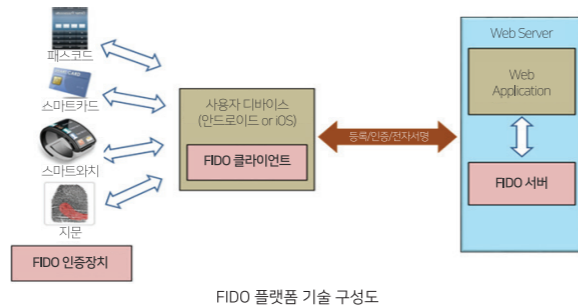 패스코드
스마트카드
스마트와치
지문
FIDO 인증장치
사용자 디바이스
(안드로이드 or iOS)
FIDO 클라이언트
등록/인증/전자서명
Web Server
Web
Application
FIDO 서버
FIDO 플랫폼 기술 구성도